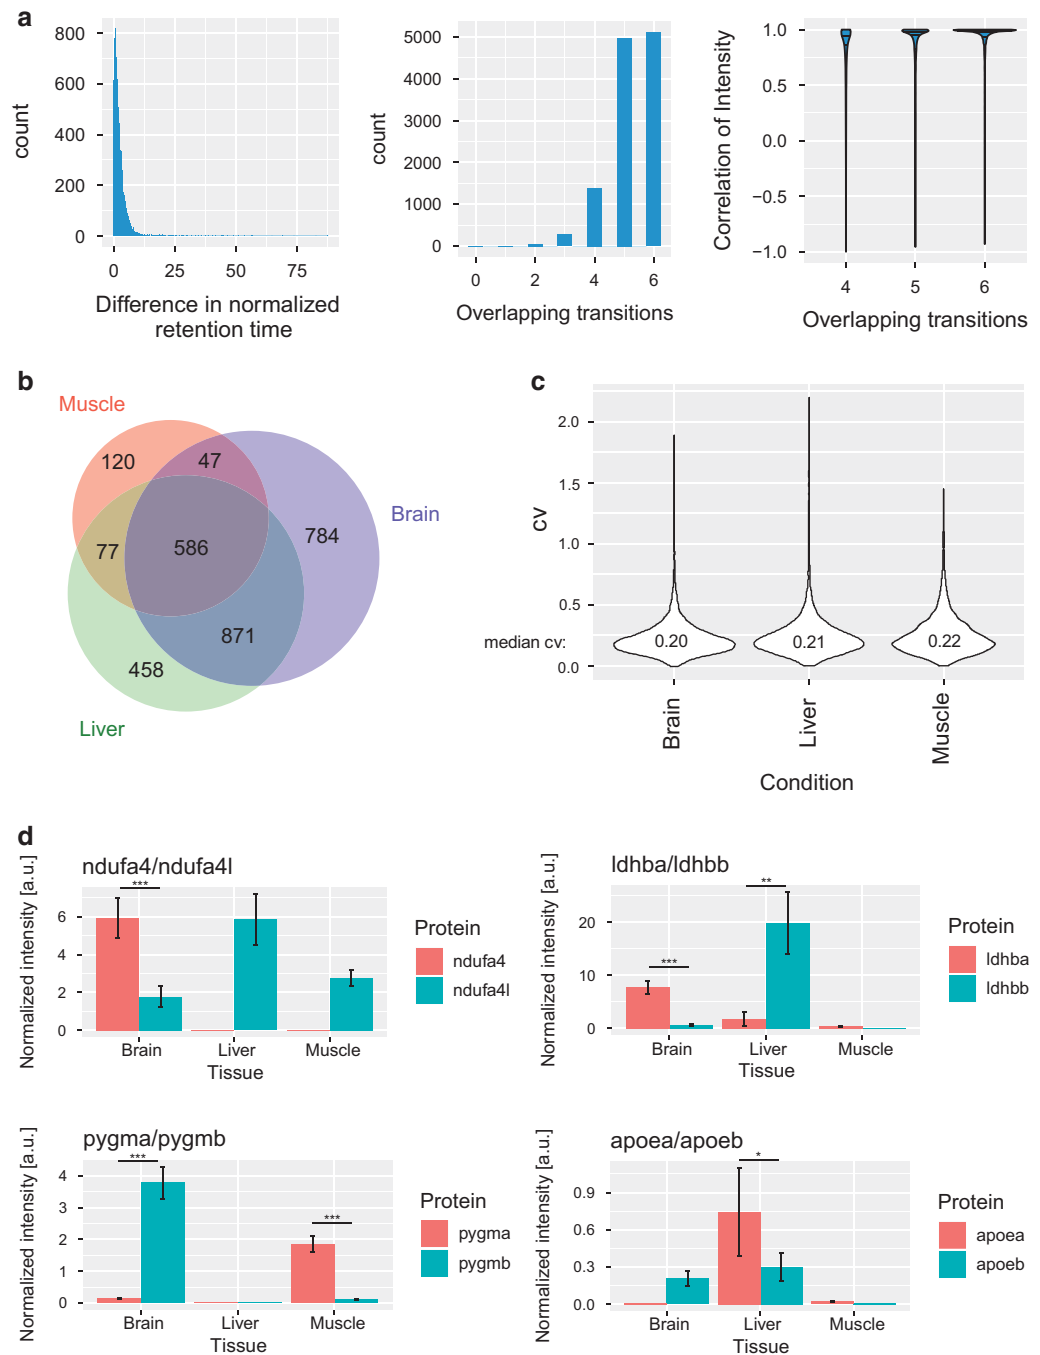 a
800
600
400
200
0
count
0 25 50 75
Difference in normalized
retention time
5000
4000
3000
2000
1000
0
count
0 2 4 6
Overlapping transitions
1.0
0.5
0.0
−0.5
−1.0
Correlation of Intensity
4 5 6
Overlapping transitions
b
Muscle
120
47
Brain
784
77
586
871
458
Liver
c
2.0
1.5
1.0
0.5
0.0
cv
median cv:
0.20
0.21
0.22
Brain
Liver
Muscle
Condition
d
ndufa4/ndufa4l
Normalized intensity [a.u.]
6
4
2
0
***
Brain Liver Muscle
Tissue
Protein
ndufa4
ndufa4l
ldhba/ldhbb
Normalized intensity [a.u.]
20
10
0
***
**
Brain Liver Muscle
Tissue
Protein
ldhba
ldhbb
pygma/pygmb
Normalized intensity [a.u.]
4
3
2
1
0
***
***
Brain Liver Muscle
Tissue
Protein
pygma
pygmb
apoea/apoeb
Normalized intensity [a.u.]
0.9
0.6
0.3
0.0
*
Brain Liver Muscle
Tissue
Protein
apoea
apoeb